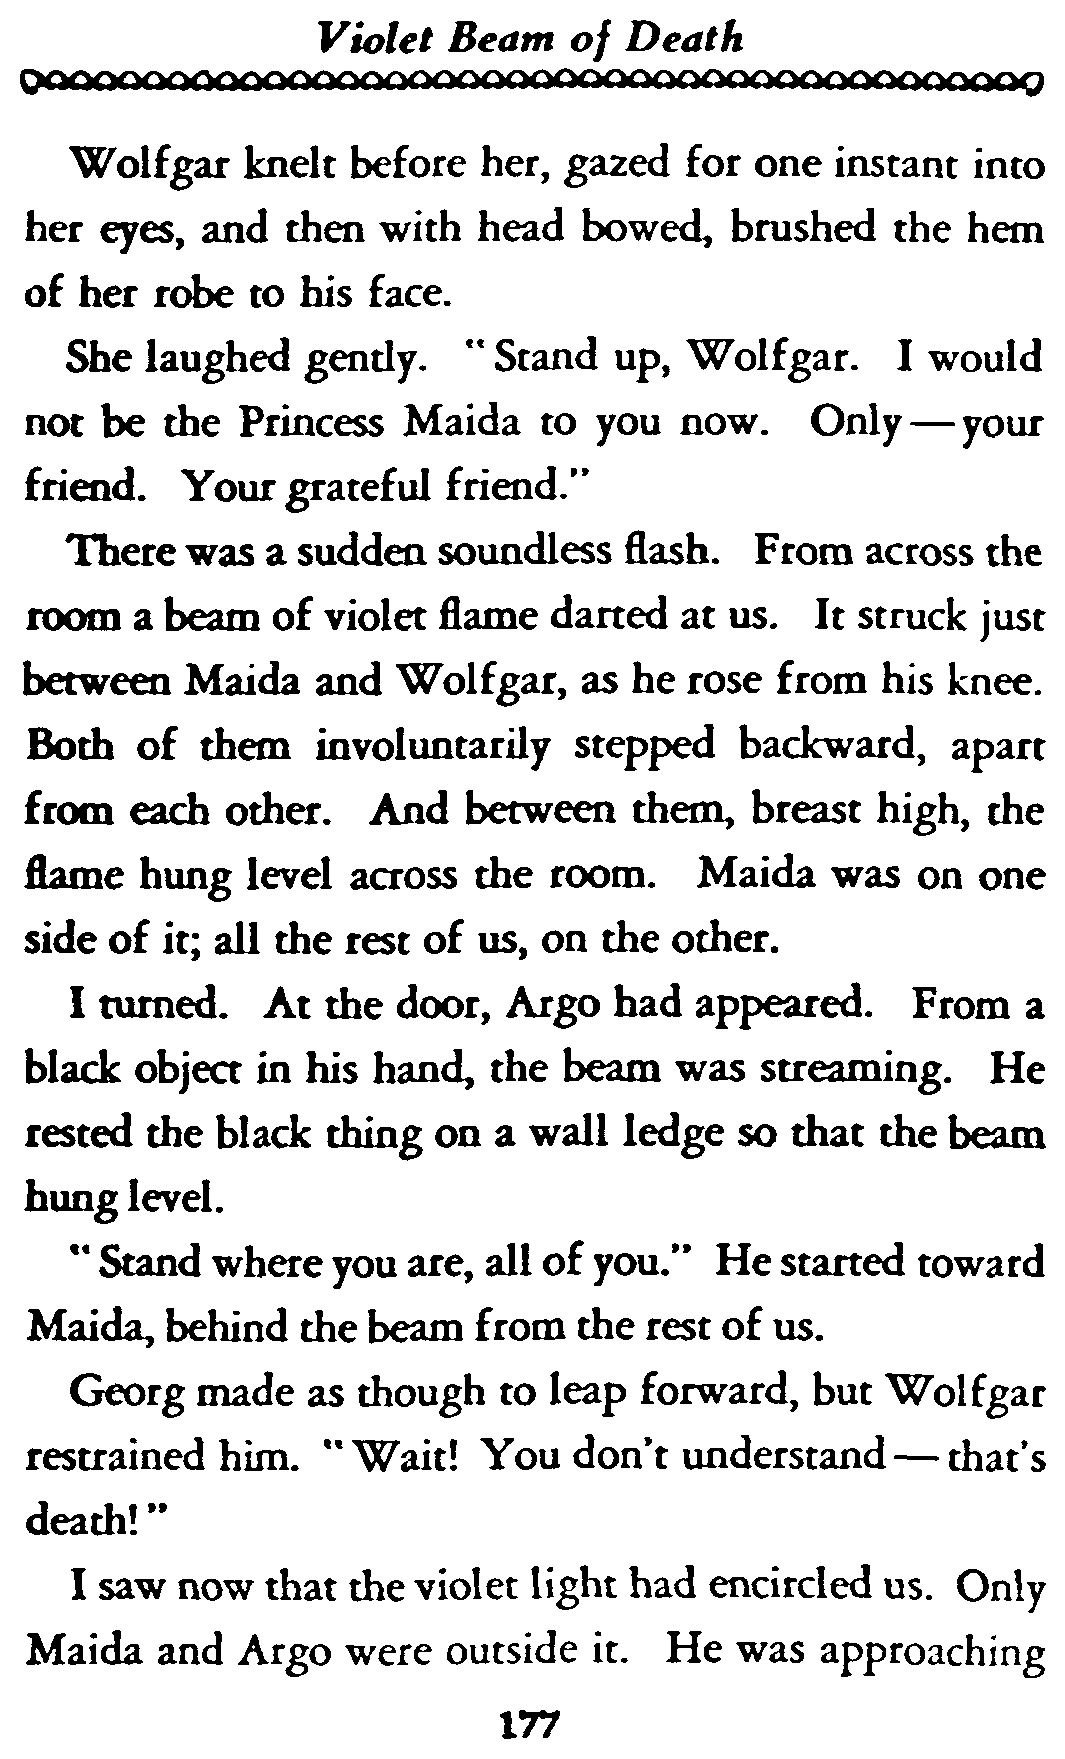 Violet Beam of Death
Wolfgar knelt before her, gazed for one instant into
her eyes, and then with head bowed, brushed the hem
of her robe to his face.
She laughed gently. "Stand up, Wolfgar. I would
not be the Princess Maida to you now. Only—your
friend. Your grateful friend."
There was a sudden soundless flash. From across the
room a beam of violet flame darted at us. It struck just
between Maida and Wolfgar, as he rose from his knee.
Both of them involuntarily stepped backward, apart
from each other. And between them, breast high, the
flame hung level across the room. Maida was on one
side of it; all the rest of us, on the other.
I turned. At the door, Argo had appeared. From a
black object in his hand, the beam was streaming. He
rested the black thing on a wall ledge so that the beam
hung level.
"Stand where you are, all of you." He started toward
Maida, behind the beam from the rest of us.
Georg made as though to leap forward, but Wolfgar
restrained him. "Wait! You don't understand—that's
death!"
I saw now that the violet light had encircled us. Only
Maida and Argo were outside it. He was approaching
177